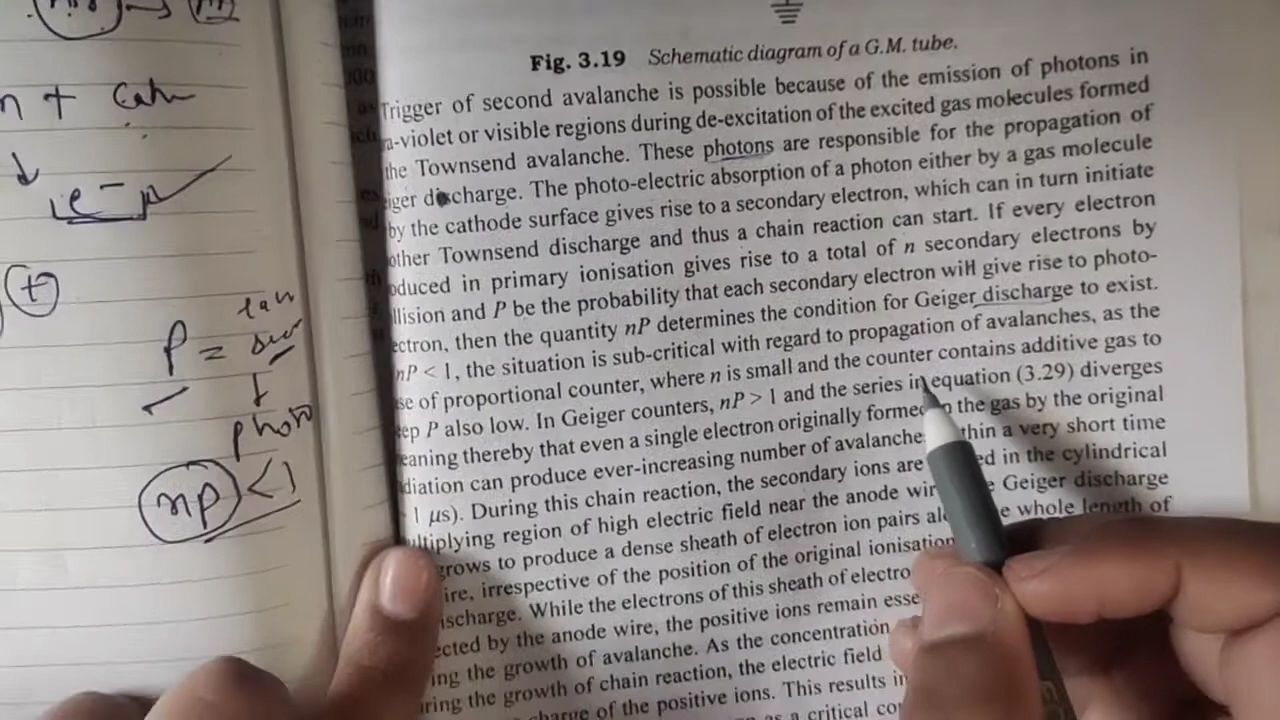 n + Cath
e-
+
P =
phot
np < 1
Fig. 3.19 Schematic diagram of a G.M. tube.
Trigger of second avalanche is possible because of the emission of photons in
a-violet or visible regions during de-excitation of the excited gas molecules formed
the Townsend avalanche. These photons are responsible for the propagation of
iger discharge. The photo-electric absorption of a photon either by a gas molecule
by the cathode surface gives rise to a secondary electron, which can in turn initiate
other Townsend discharge and thus a chain reaction can start. If every electron
oduced in primary ionisation gives rise to a total of n secondary electrons by
llision and P be the probability that each secondary electron will give rise to photo-
ectron, then the quantity nP determines the condition for Geiger discharge to exist.
nP < 1, the situation is sub-critical with regard to propagation of avalanches, as the
se of proportional counter, where n is small and the counter contains additive gas to
ep P also low. In Geiger counters, nP > 1 and the series in equation (3.29) diverges
eaning thereby that even a single electron originally formed in the gas by the original
diation can produce ever-increasing number of avalanche thin a very short time
1 μs). During this chain reaction, the secondary ions are ed in the cylindrical
ultiplying region of high electric field near the anode wir e Geiger discharge
grows to produce a dense sheath of electron ion pairs al e whole length of
ire, irrespective of the position of the original ionisation
ischarge. While the electrons of this sheath of electro
ected by the anode wire, the positive ions remain esse
ing the growth of avalanche. As the concentration
uring the growth of chain reaction, the electric field
charge of the positive ions. This results in
as a critical co